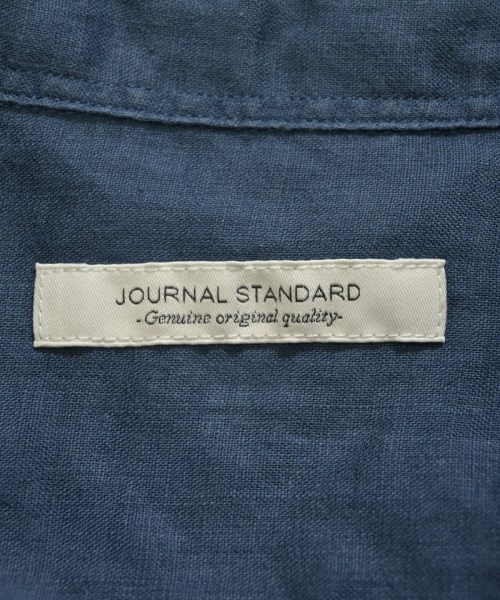 JOURNAL STANDARD
-Genuine original quality-